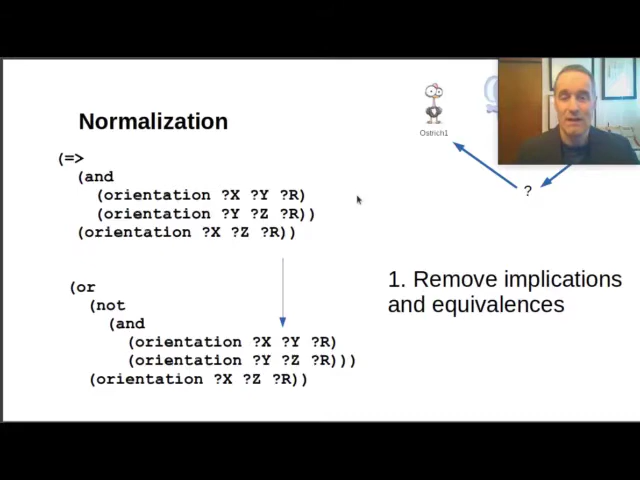 Normalization
(=>
(and
(orientation ?X ?Y ?R)
(orientation ?Y ?Z ?R))
(orientation ?X ?Z ?R))
(or
(not
(and
(orientation ?X ?Y ?R)
(orientation ?Y ?Z ?R)))
(orientation ?X ?Z ?R))
Ostrich1
?
1. Remove implications
and equivalences